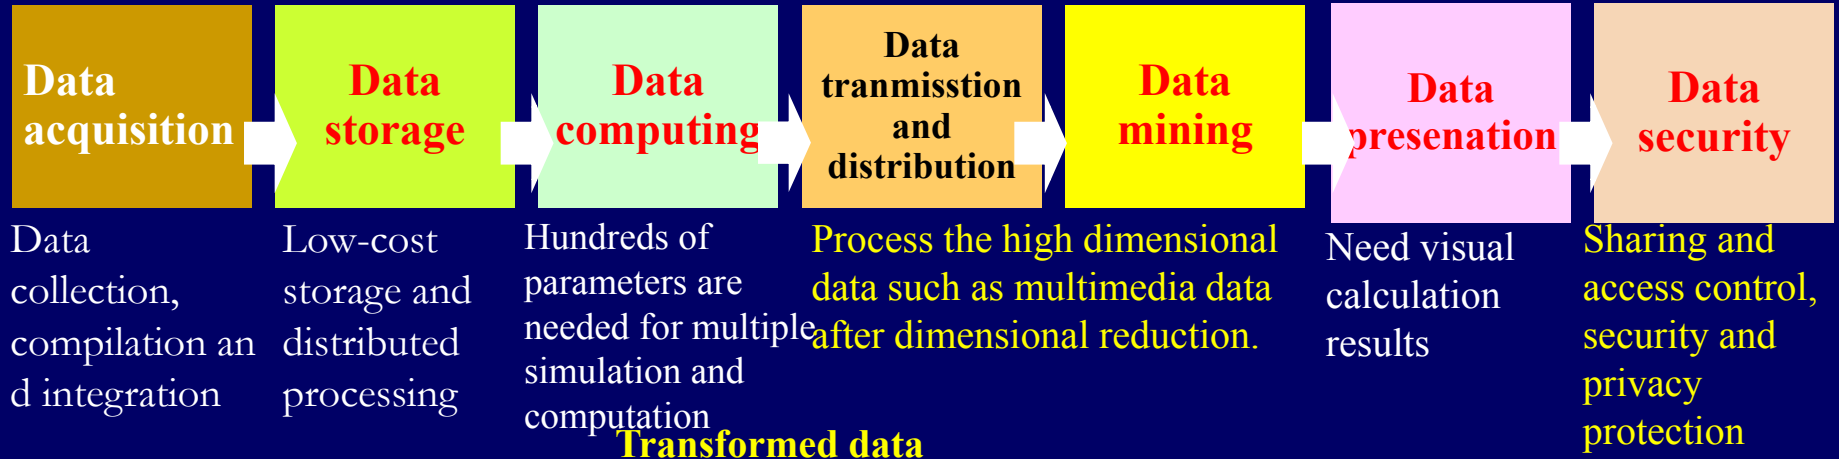 Data
acquisition
Data
storage
Data
computing
Data
tranmisstion
and
distribution
Data
mining
Data
presenation
Data
security
Data
collection,
compilation an
d integration
Low-cost
storage and
distributed
processing
Hundreds of
parameters are
needed for multiple
simulation and
computation
Process the high dimensional
data such as multimedia data
after dimensional reduction.
Need visual
calculation
results
Sharing and
access control,
security and
privacy
protection
Transformed data